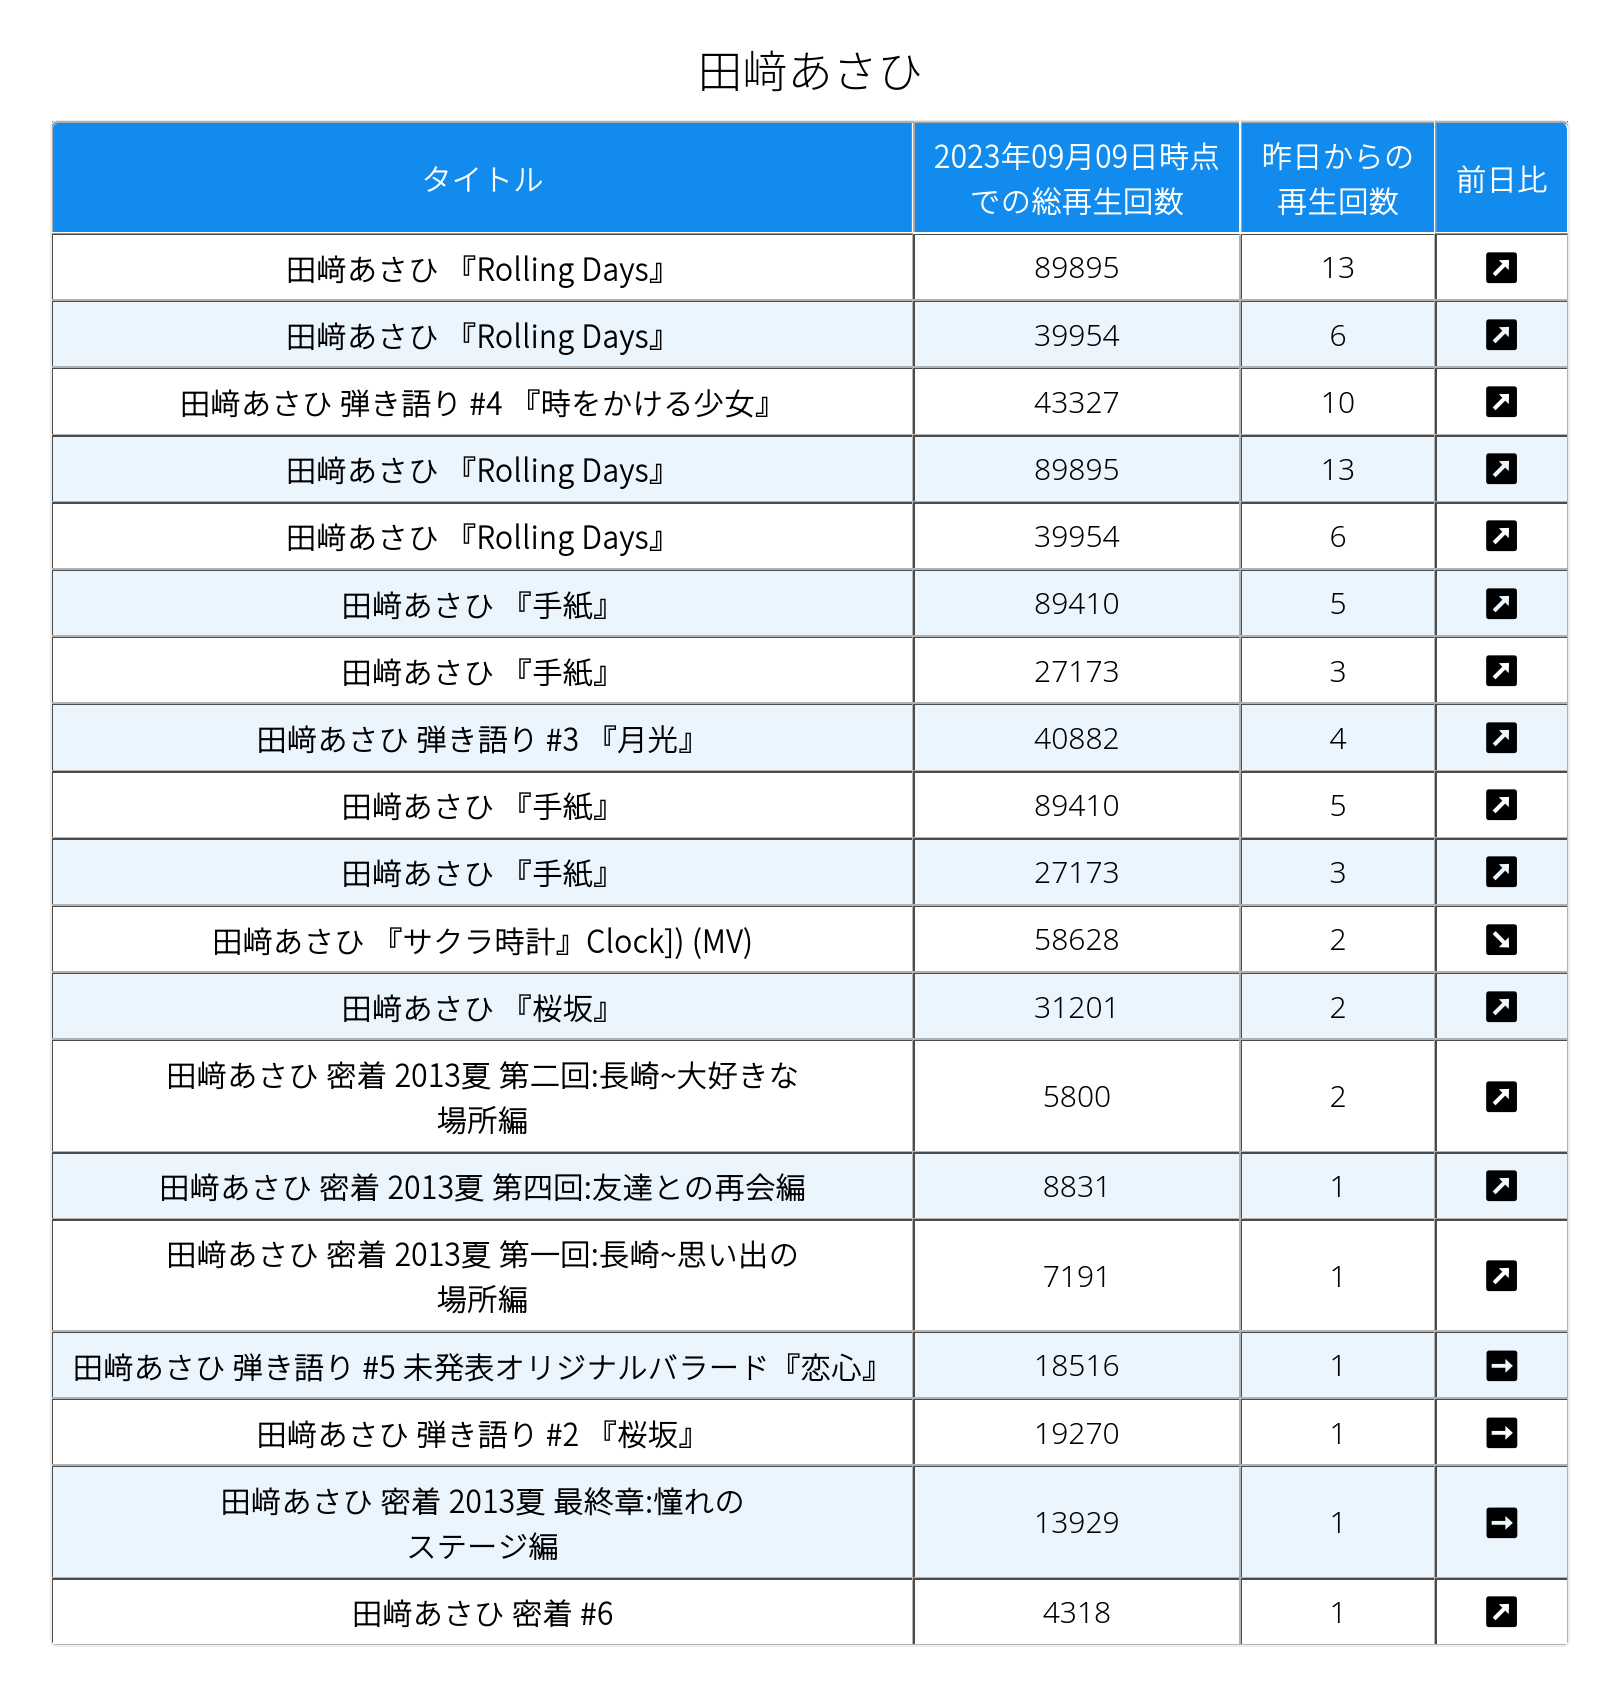 田﨑あさひ
タイトル
2023年09月09日時点
での総再生回数
昨日からの
再生回数
前日比
田﨑あさひ 『Rolling Days』 89895 13
田﨑あさひ 『Rolling Days』 39954 6
田﨑あさひ 弾き語り #4 『時をかける少女』 43327 10
田﨑あさひ 『Rolling Days』 89895 13
田﨑あさひ 『Rolling Days』 39954 6
田﨑あさひ 『手紙』 89410 5
田﨑あさひ 『手紙』 27173 3
田﨑あさひ 弾き語り #3 『月光』 40882 4
田﨑あさひ 『手紙』 89410 5
田﨑あさひ 『手紙』 27173 3
田﨑あさひ 『サクラ時計』Clock]) (MV) 58628 2
田﨑あさひ 『桜坂』 31201 2
田﨑あさひ 密着 2013夏 第二回:長崎~大好きな
場所編 5800 2
田﨑あさひ 密着 2013夏 第四回:友達との再会編 8831 1
田﨑あさひ 密着 2013夏 第一回:長崎~思い出の
場所編 7191 1
田﨑あさひ 弾き語り #5 未発表オリジナルバラード『恋心』 18516 1
田﨑あさひ 弾き語り #2 『桜坂』 19270 1
田﨑あさひ 密着 2013夏 最終章:憧れの
ステージ編 13929 1
田﨑あさひ 密着 #6 4318 1